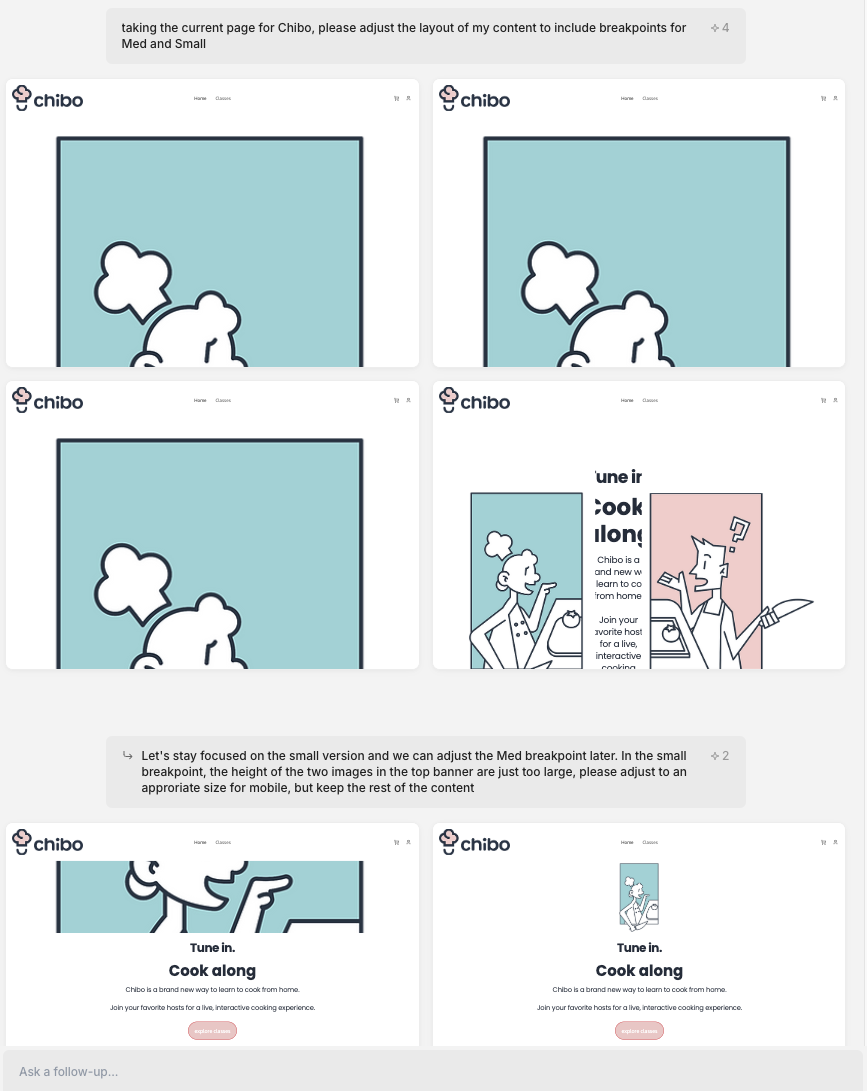 taking the current page for Chibo, please adjust the layout of my content to include breakpoints for
Med and Small
4
chibo
Home Classes
chibo
Home Classes
chibo
Home Classes
chibo
Home Classes
Tune in
Cook
along
Chibo is a
and new w
learn to co
from home
Join your
avorite host
for a live,
interactive
cooking
Let's stay focused on the small version and we can adjust the Med breakpoint later. In the small
breakpoint, the height of the two images in the top banner are just too large, please adjust to an
approriate size for mobile, but keep the rest of the content
2
chibo
Home Classes
Tune in.
Cook along
Chibo is a brand new way to learn to cook from home.
Join your favorite hosts for a live, interactive cooking experience.
explore classes
chibo
Home Classes
Tune in.
Cook along
Chibo is a brand new way to learn to cook from home.
Join your favorite hosts for a live, interactive cooking experience.
explore classes
Ask a follow-up...